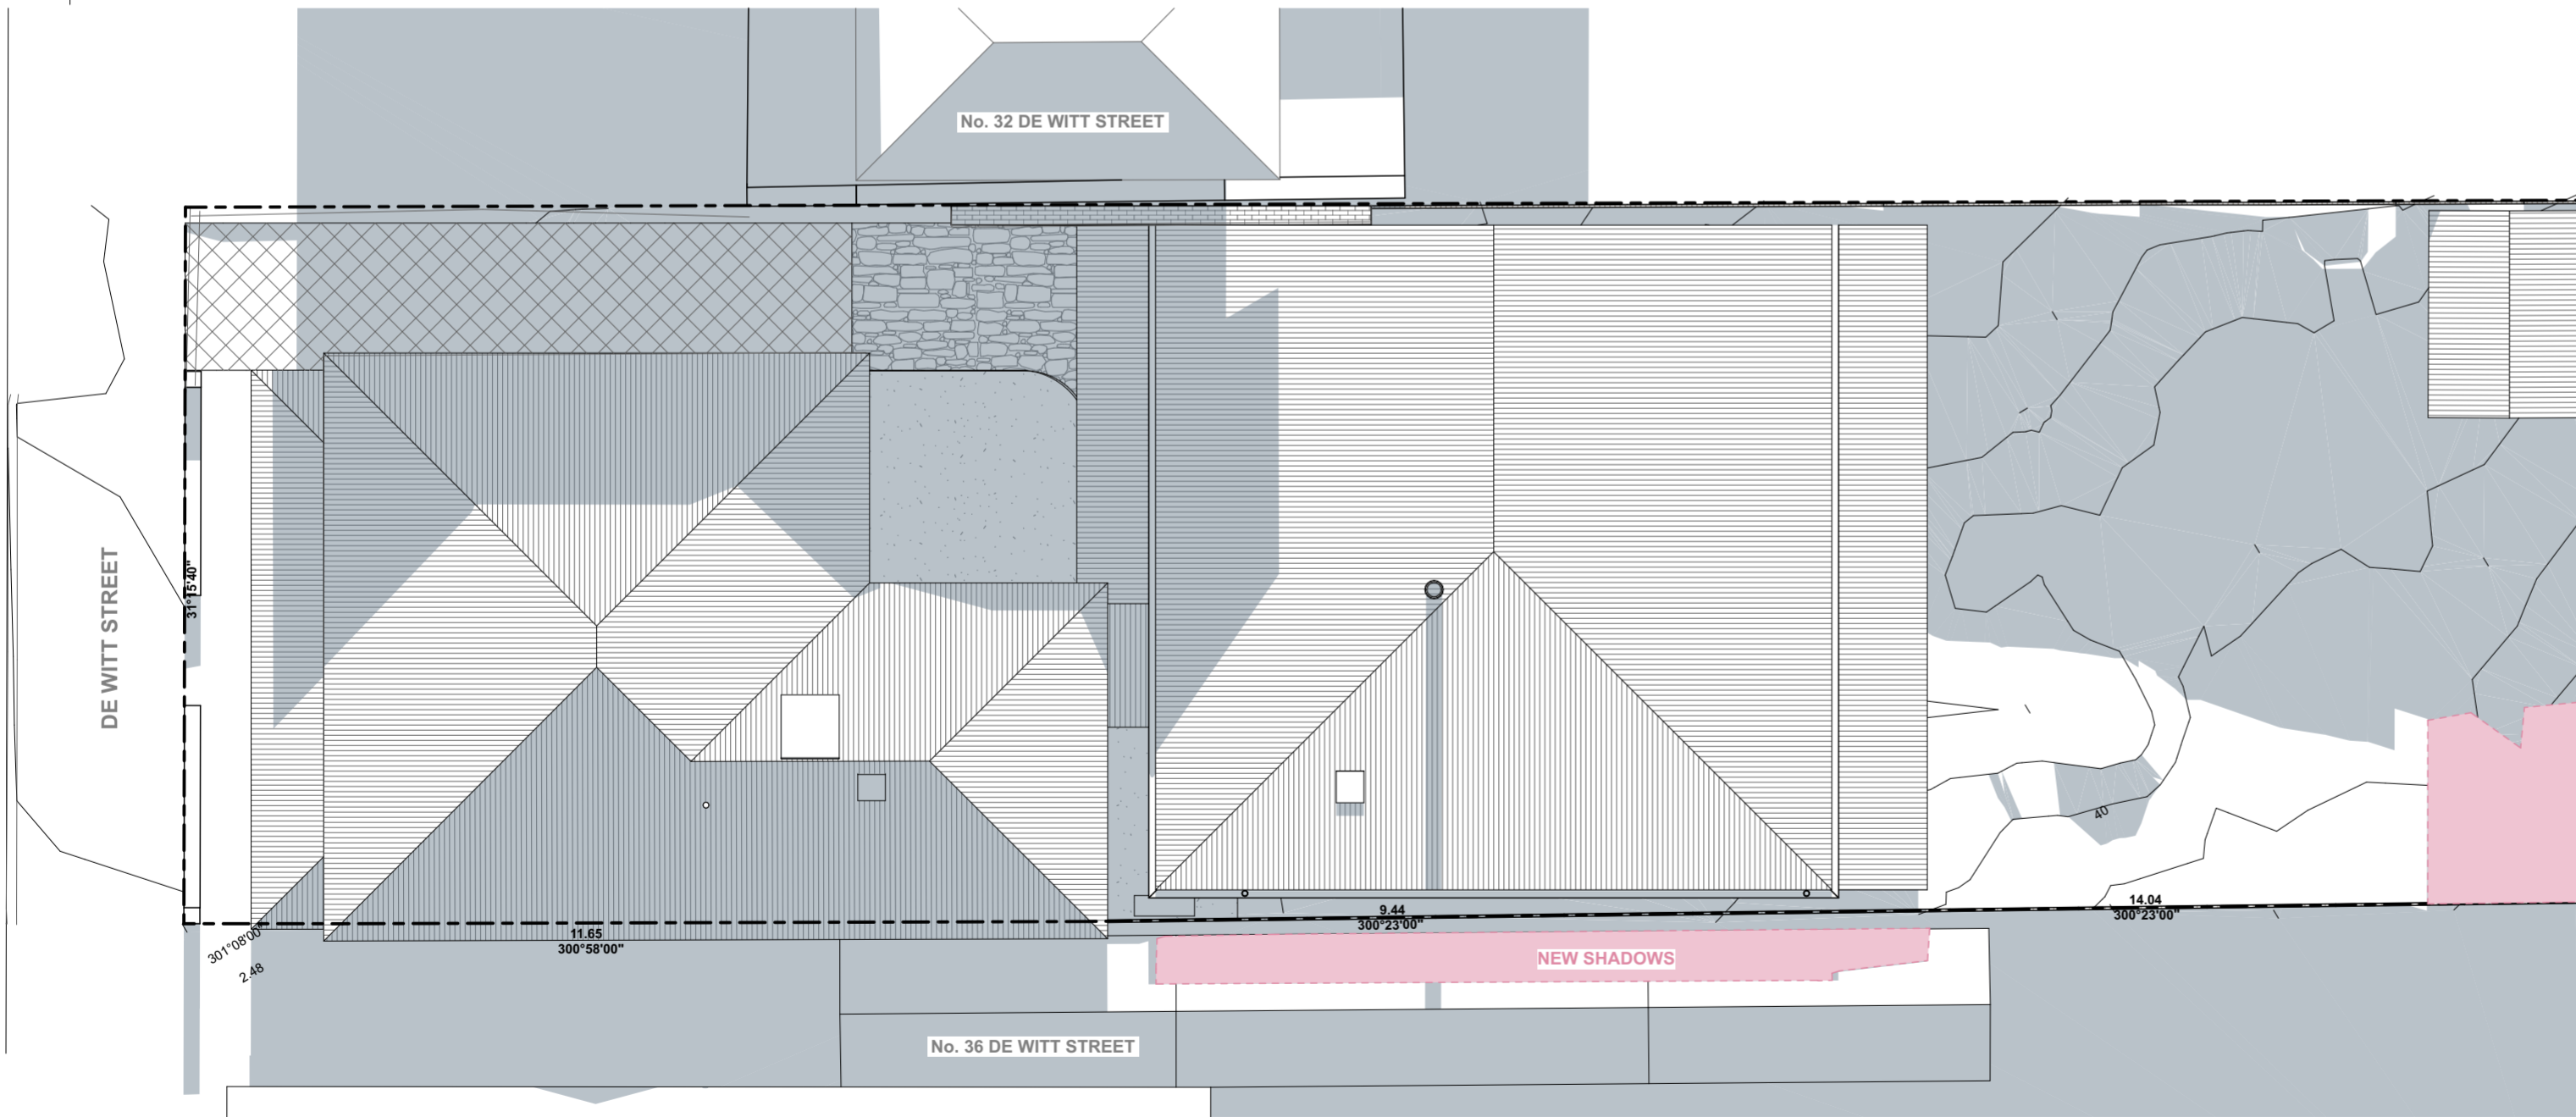 No. 32 DE WITT STREET
DE WITT STREET
31°15'40"
40
14.04
300°23'00"
9.44
300°23'00"
11.65
300°58'00"
301°08'00"
2.48
NEW SHADOWS
No. 36 DE WITT STREET